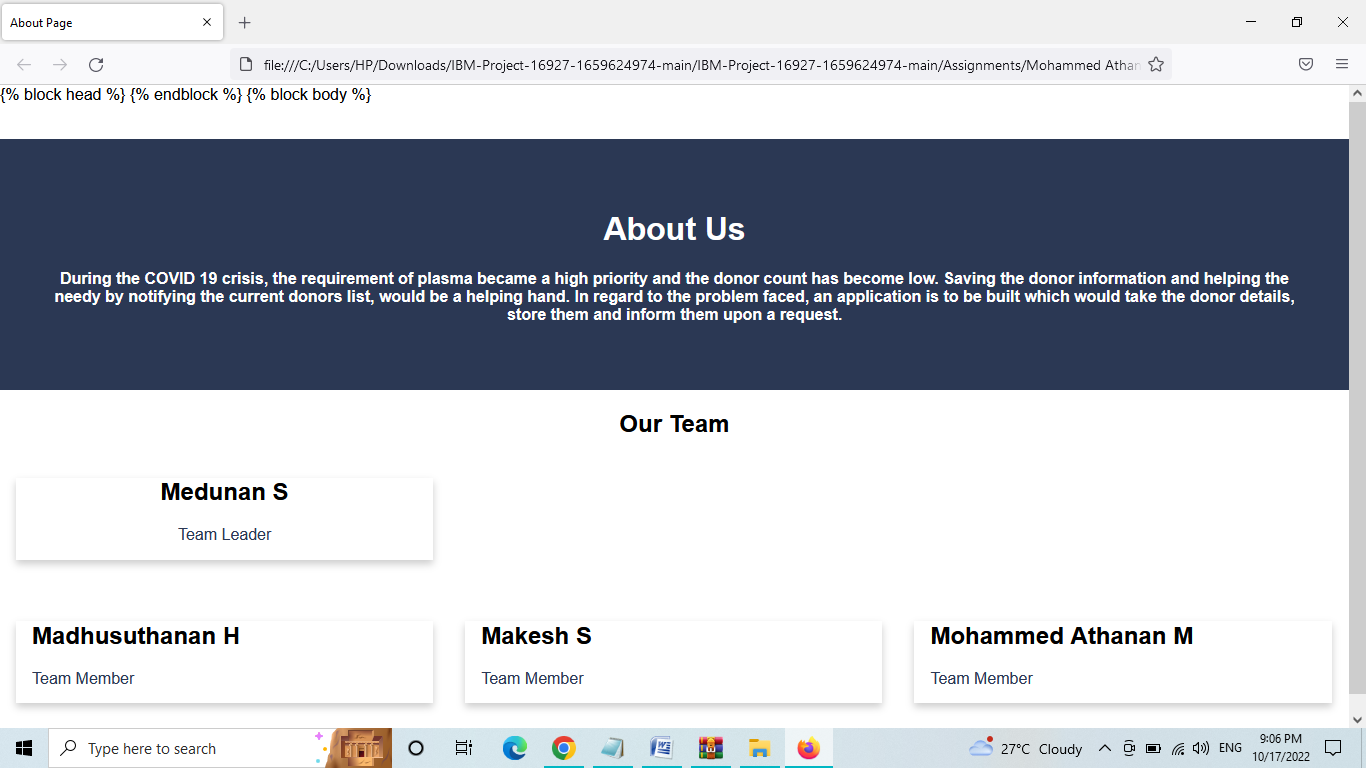 About Page
file:///C:/Users/HP/Downloads/IBM-Project-16927-1659624974-main/IBM-Project-16927-1659624974-main/Assignments/Mohammed Athan
{% block head %} {% endblock %} {% block body %}
About Us
During the COVID 19 crisis, the requirement of plasma became a high priority and the donor count has become low. Saving the donor information and helping the
needy by notifying the current donors list, would be a helping hand. In regard to the problem faced, an application is to be built which would take the donor details,
store them and inform them upon a request.
Our Team
Medunan S
Team Leader
Madhusuthanan H
Team Member
Makesh S
Team Member
Mohammed Athanan M
Team Member
Type here to search
27°C Cloudy
ENG
9:06 PM
10/17/2022